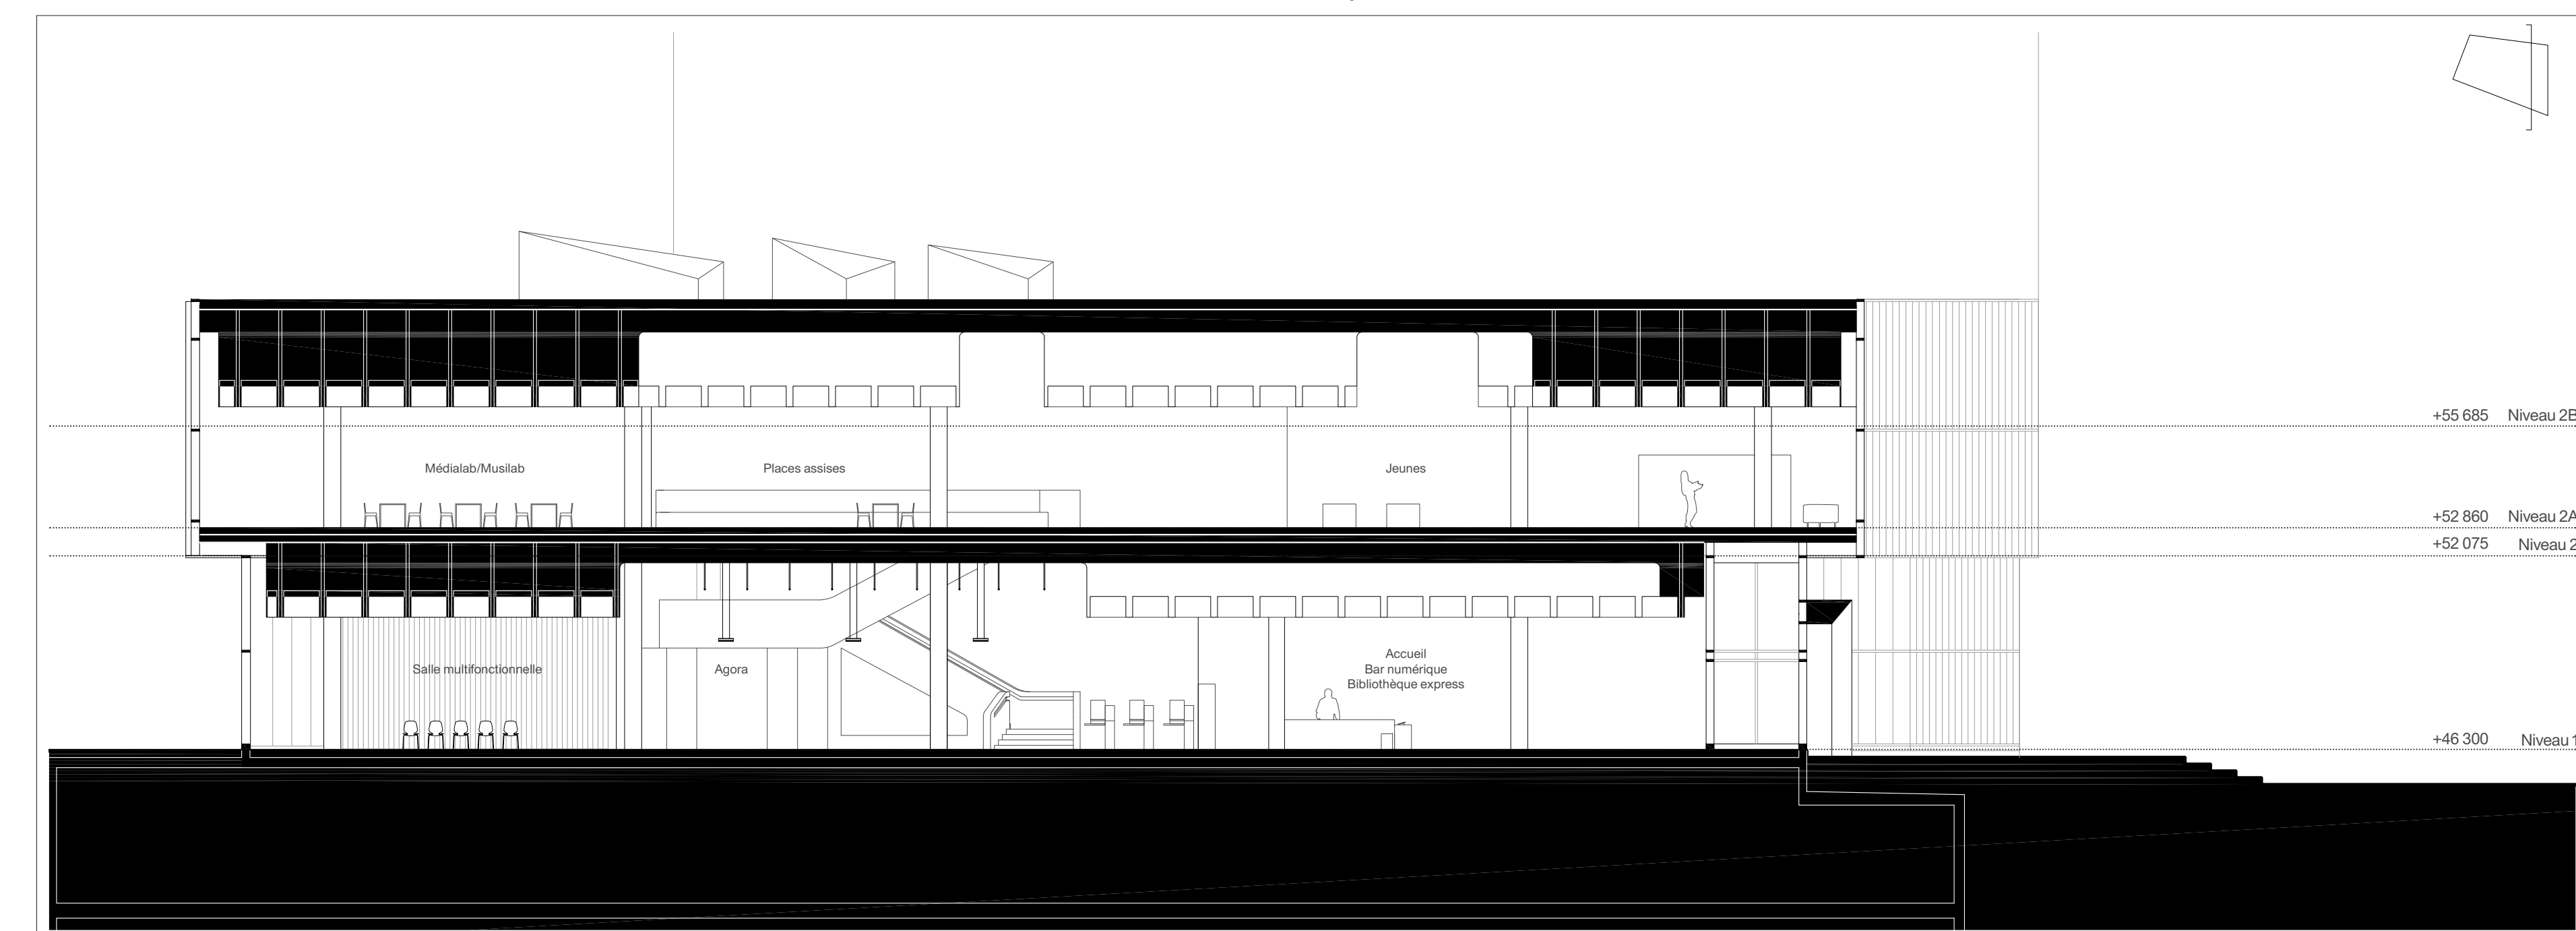 +55 685 Niveau 2B
Médialab/Musilab
Places assises
Jeunes
+52 860 Niveau 2A
+52 075 Niveau 2
Salle multifonctionnelle
Agora
Accueil
Bar numérique
Bibliothèque express
+46 300 Niveau 1